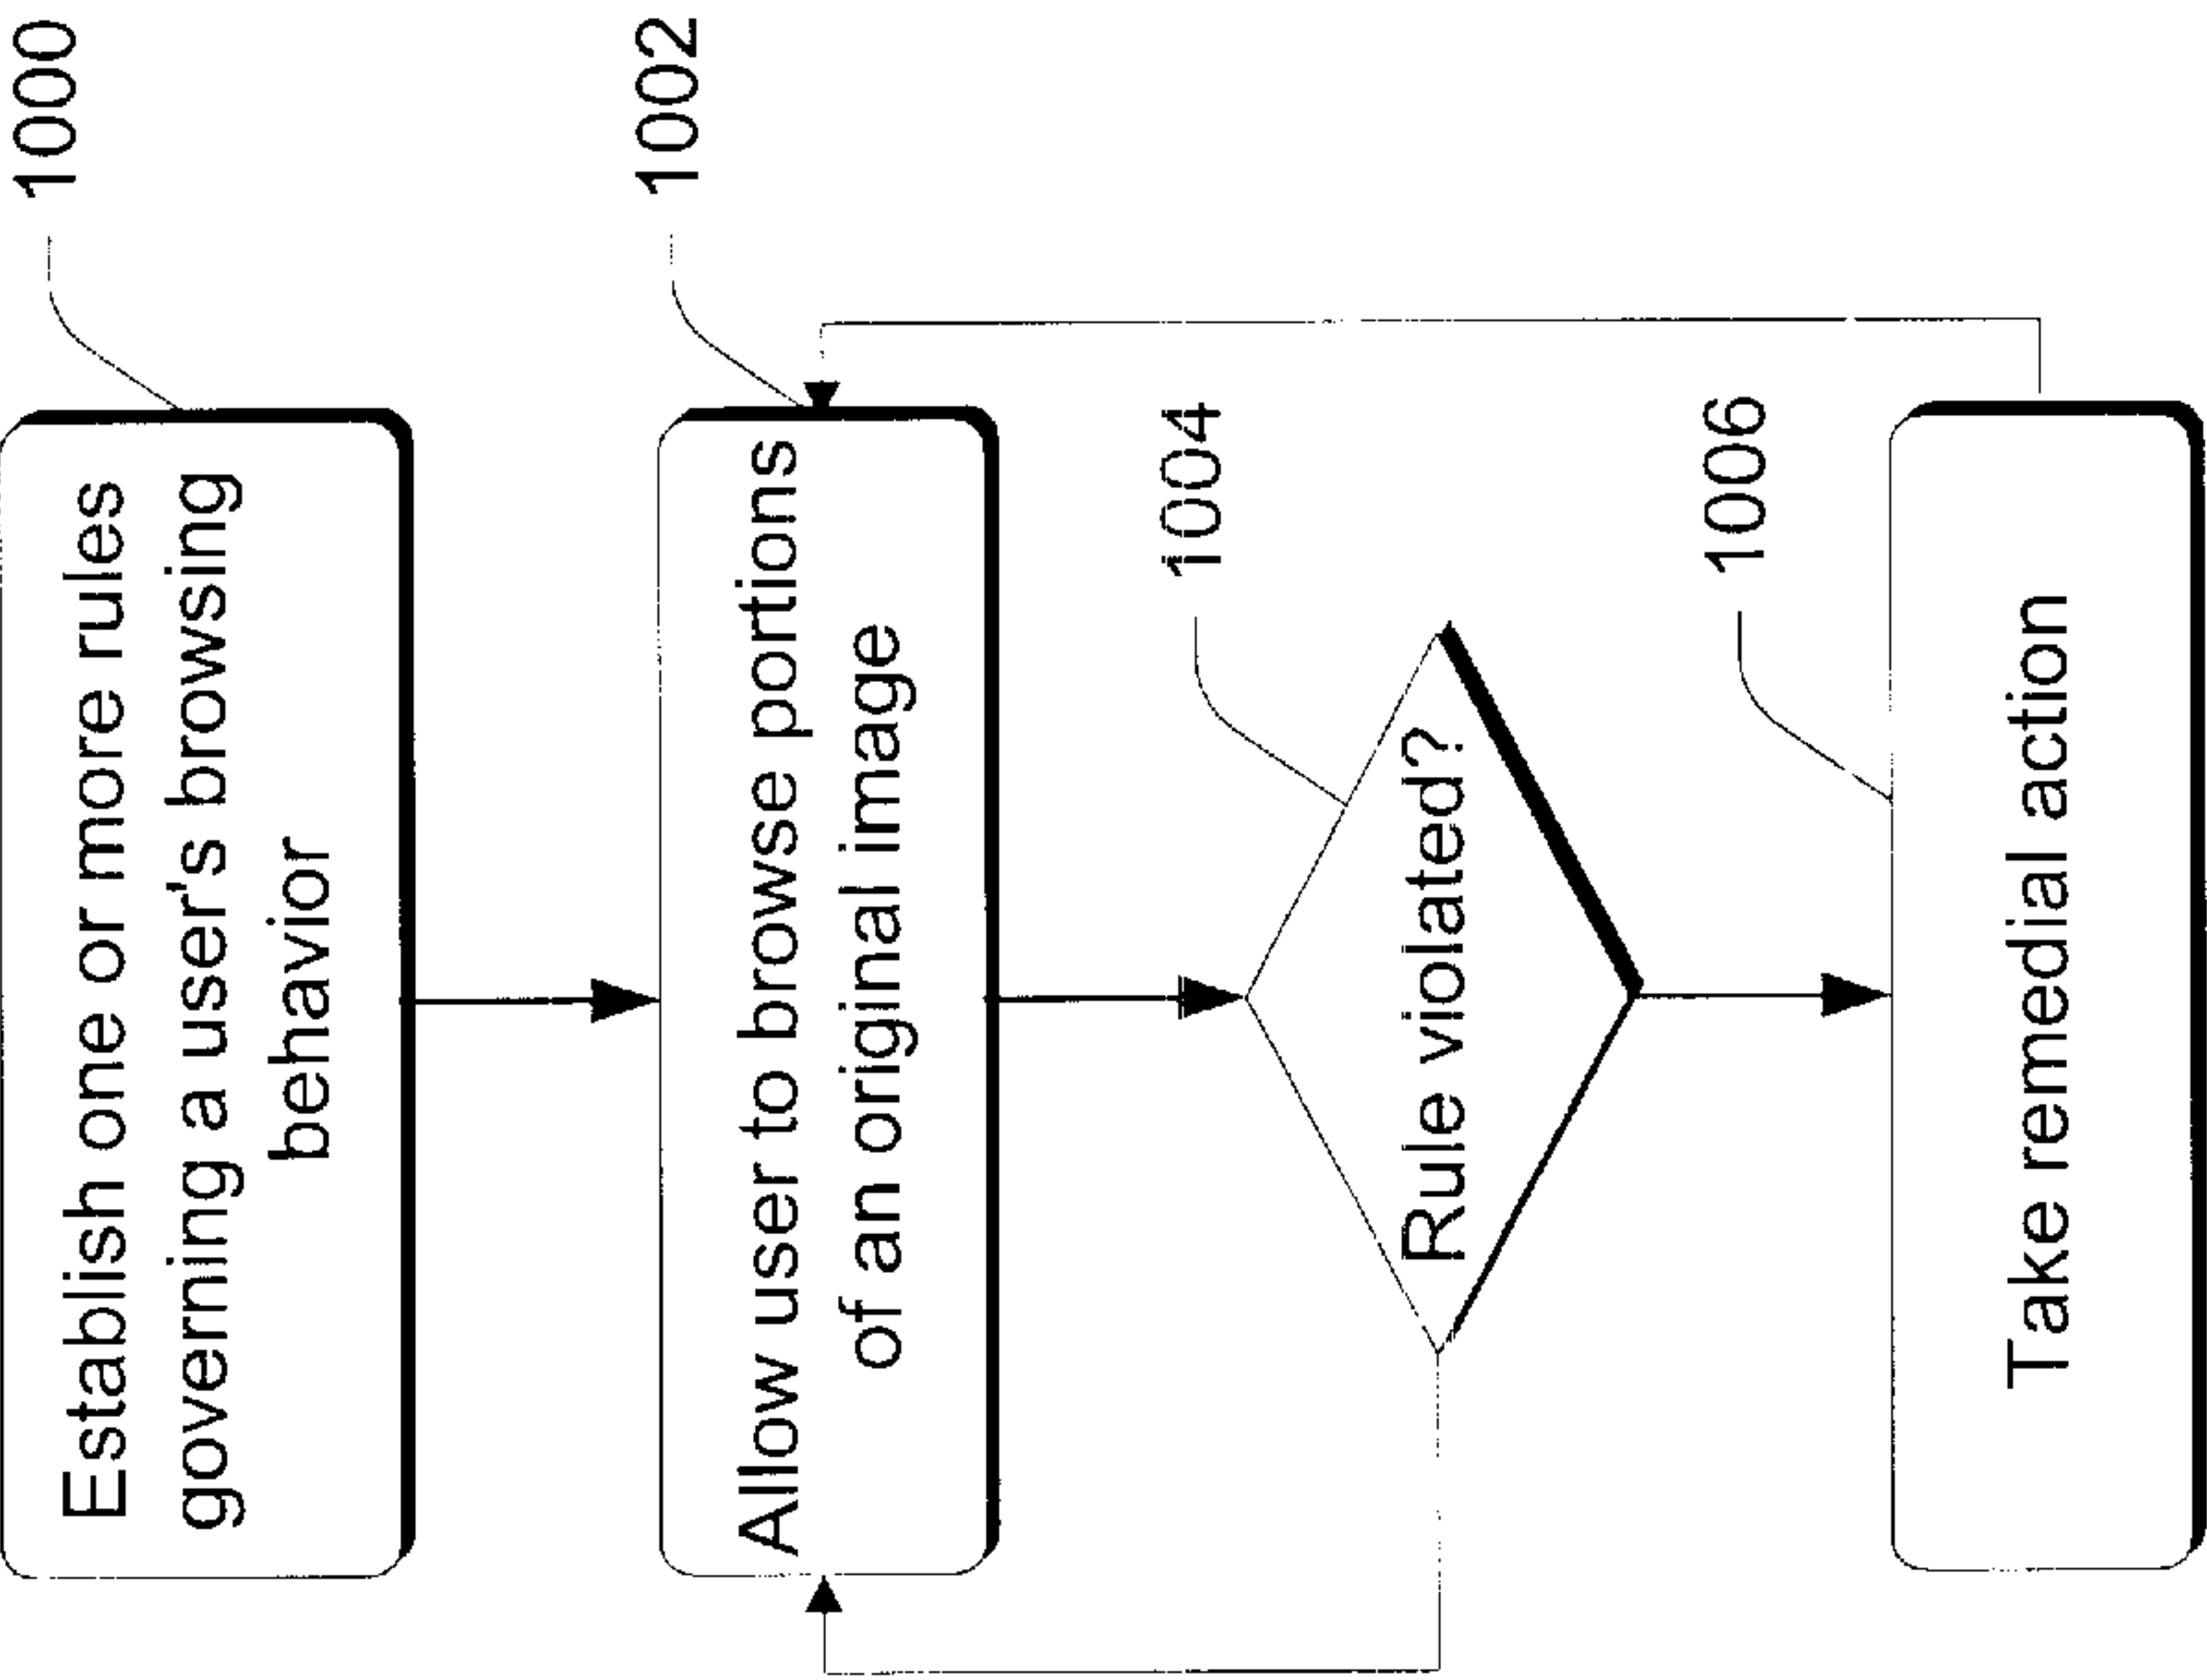 Establish one or more rules
governing a user's browsing
behavior
1000
Allow user to browse portions
of an original image
1002
Rule violated?
1004
Take remedial action
1006